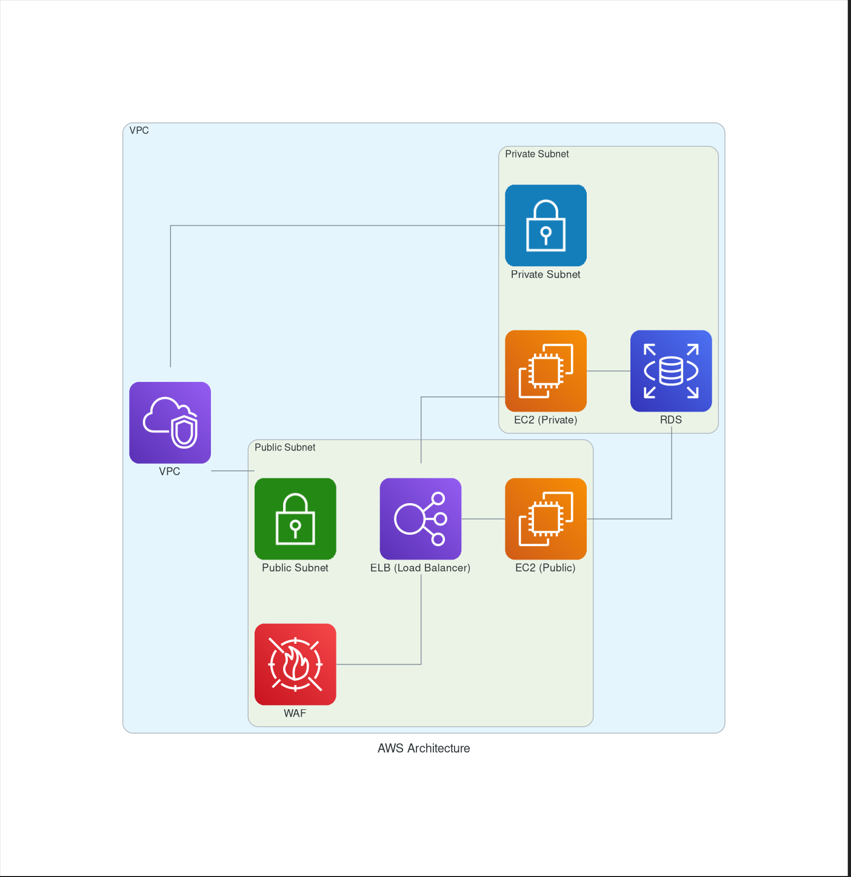 VPC
Private Subnet
Private Subnet
EC2 (Private)
RDS
VPC
Public Subnet
Public Subnet
ELB (Load Balancer)
EC2 (Public)
WAF
AWS Architecture